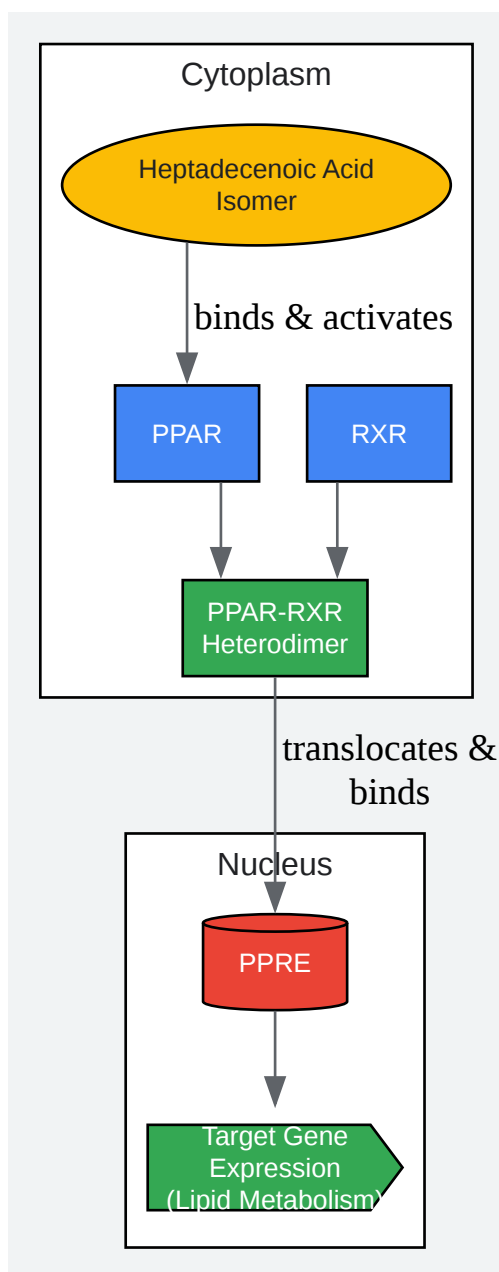 Cytoplasm
Heptadecenoic Acid
Isomer
binds & activates
PPAR
RXR
PPAR-RXR
Heterodimer
translocates &
binds
Nucleus
PPRE
Target Gene
Expression
(Lipid Metabolism)